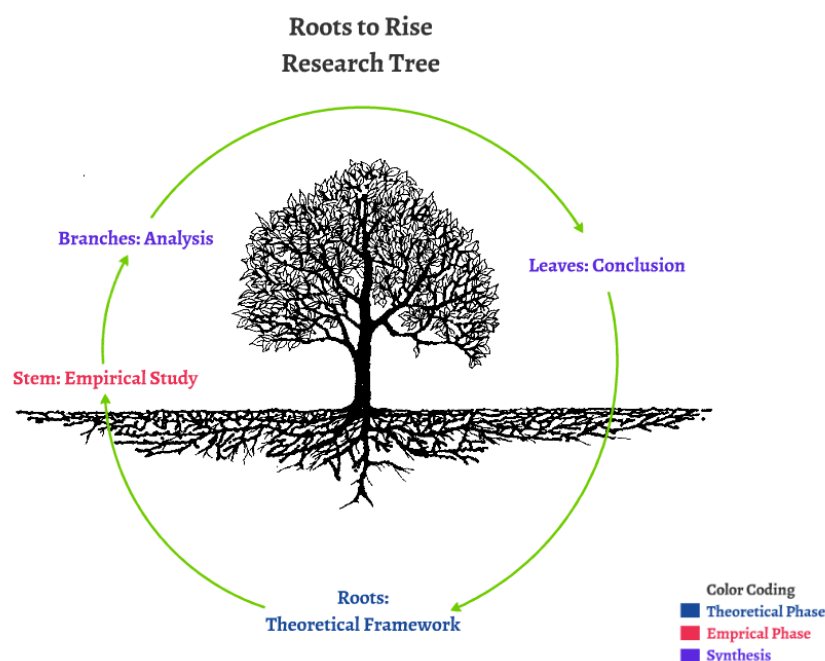 Roots to Rise
Research Tree
Branches: Analysis
Leaves: Conclusion
Stem: Empirical Study
Roots:
Theoretical Framework
Color Coding
Theoretical Phase
Emprical Phase
Synthesis